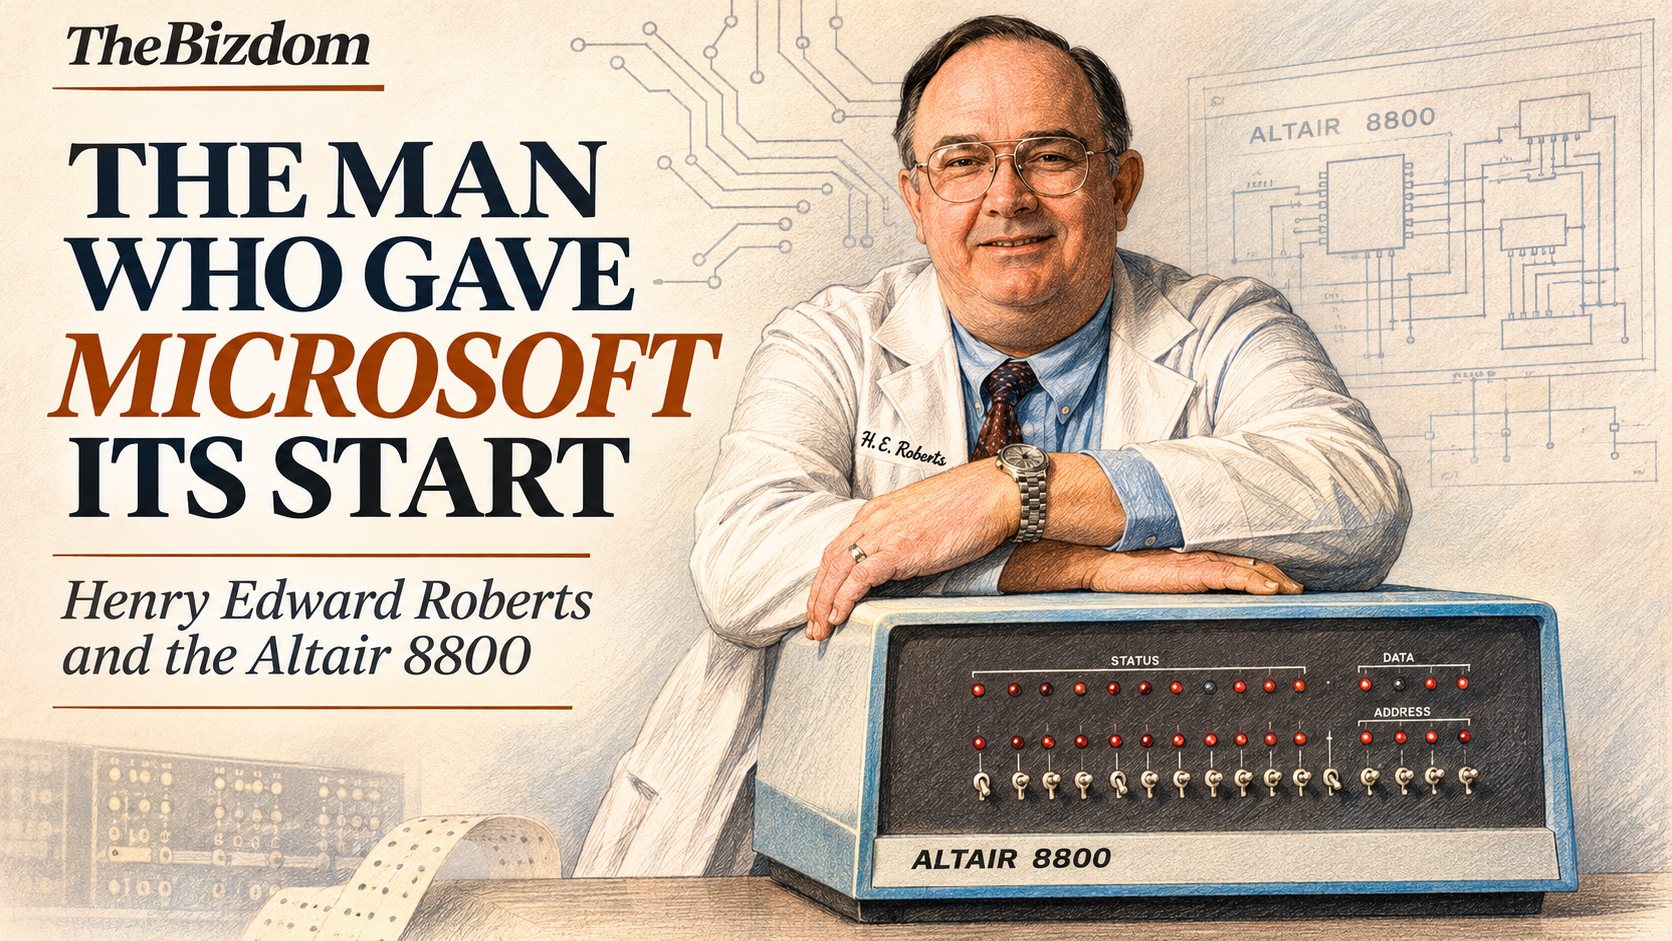 TheBizdom
THE MAN
WHO GAVE
MICROSOFT
ITS START
Henry Edward Roberts
and the Altair 8800
ALTAIR 8800
H. E. Roberts
STATUS
DATA
ADDRESS
ALTAIR 8800